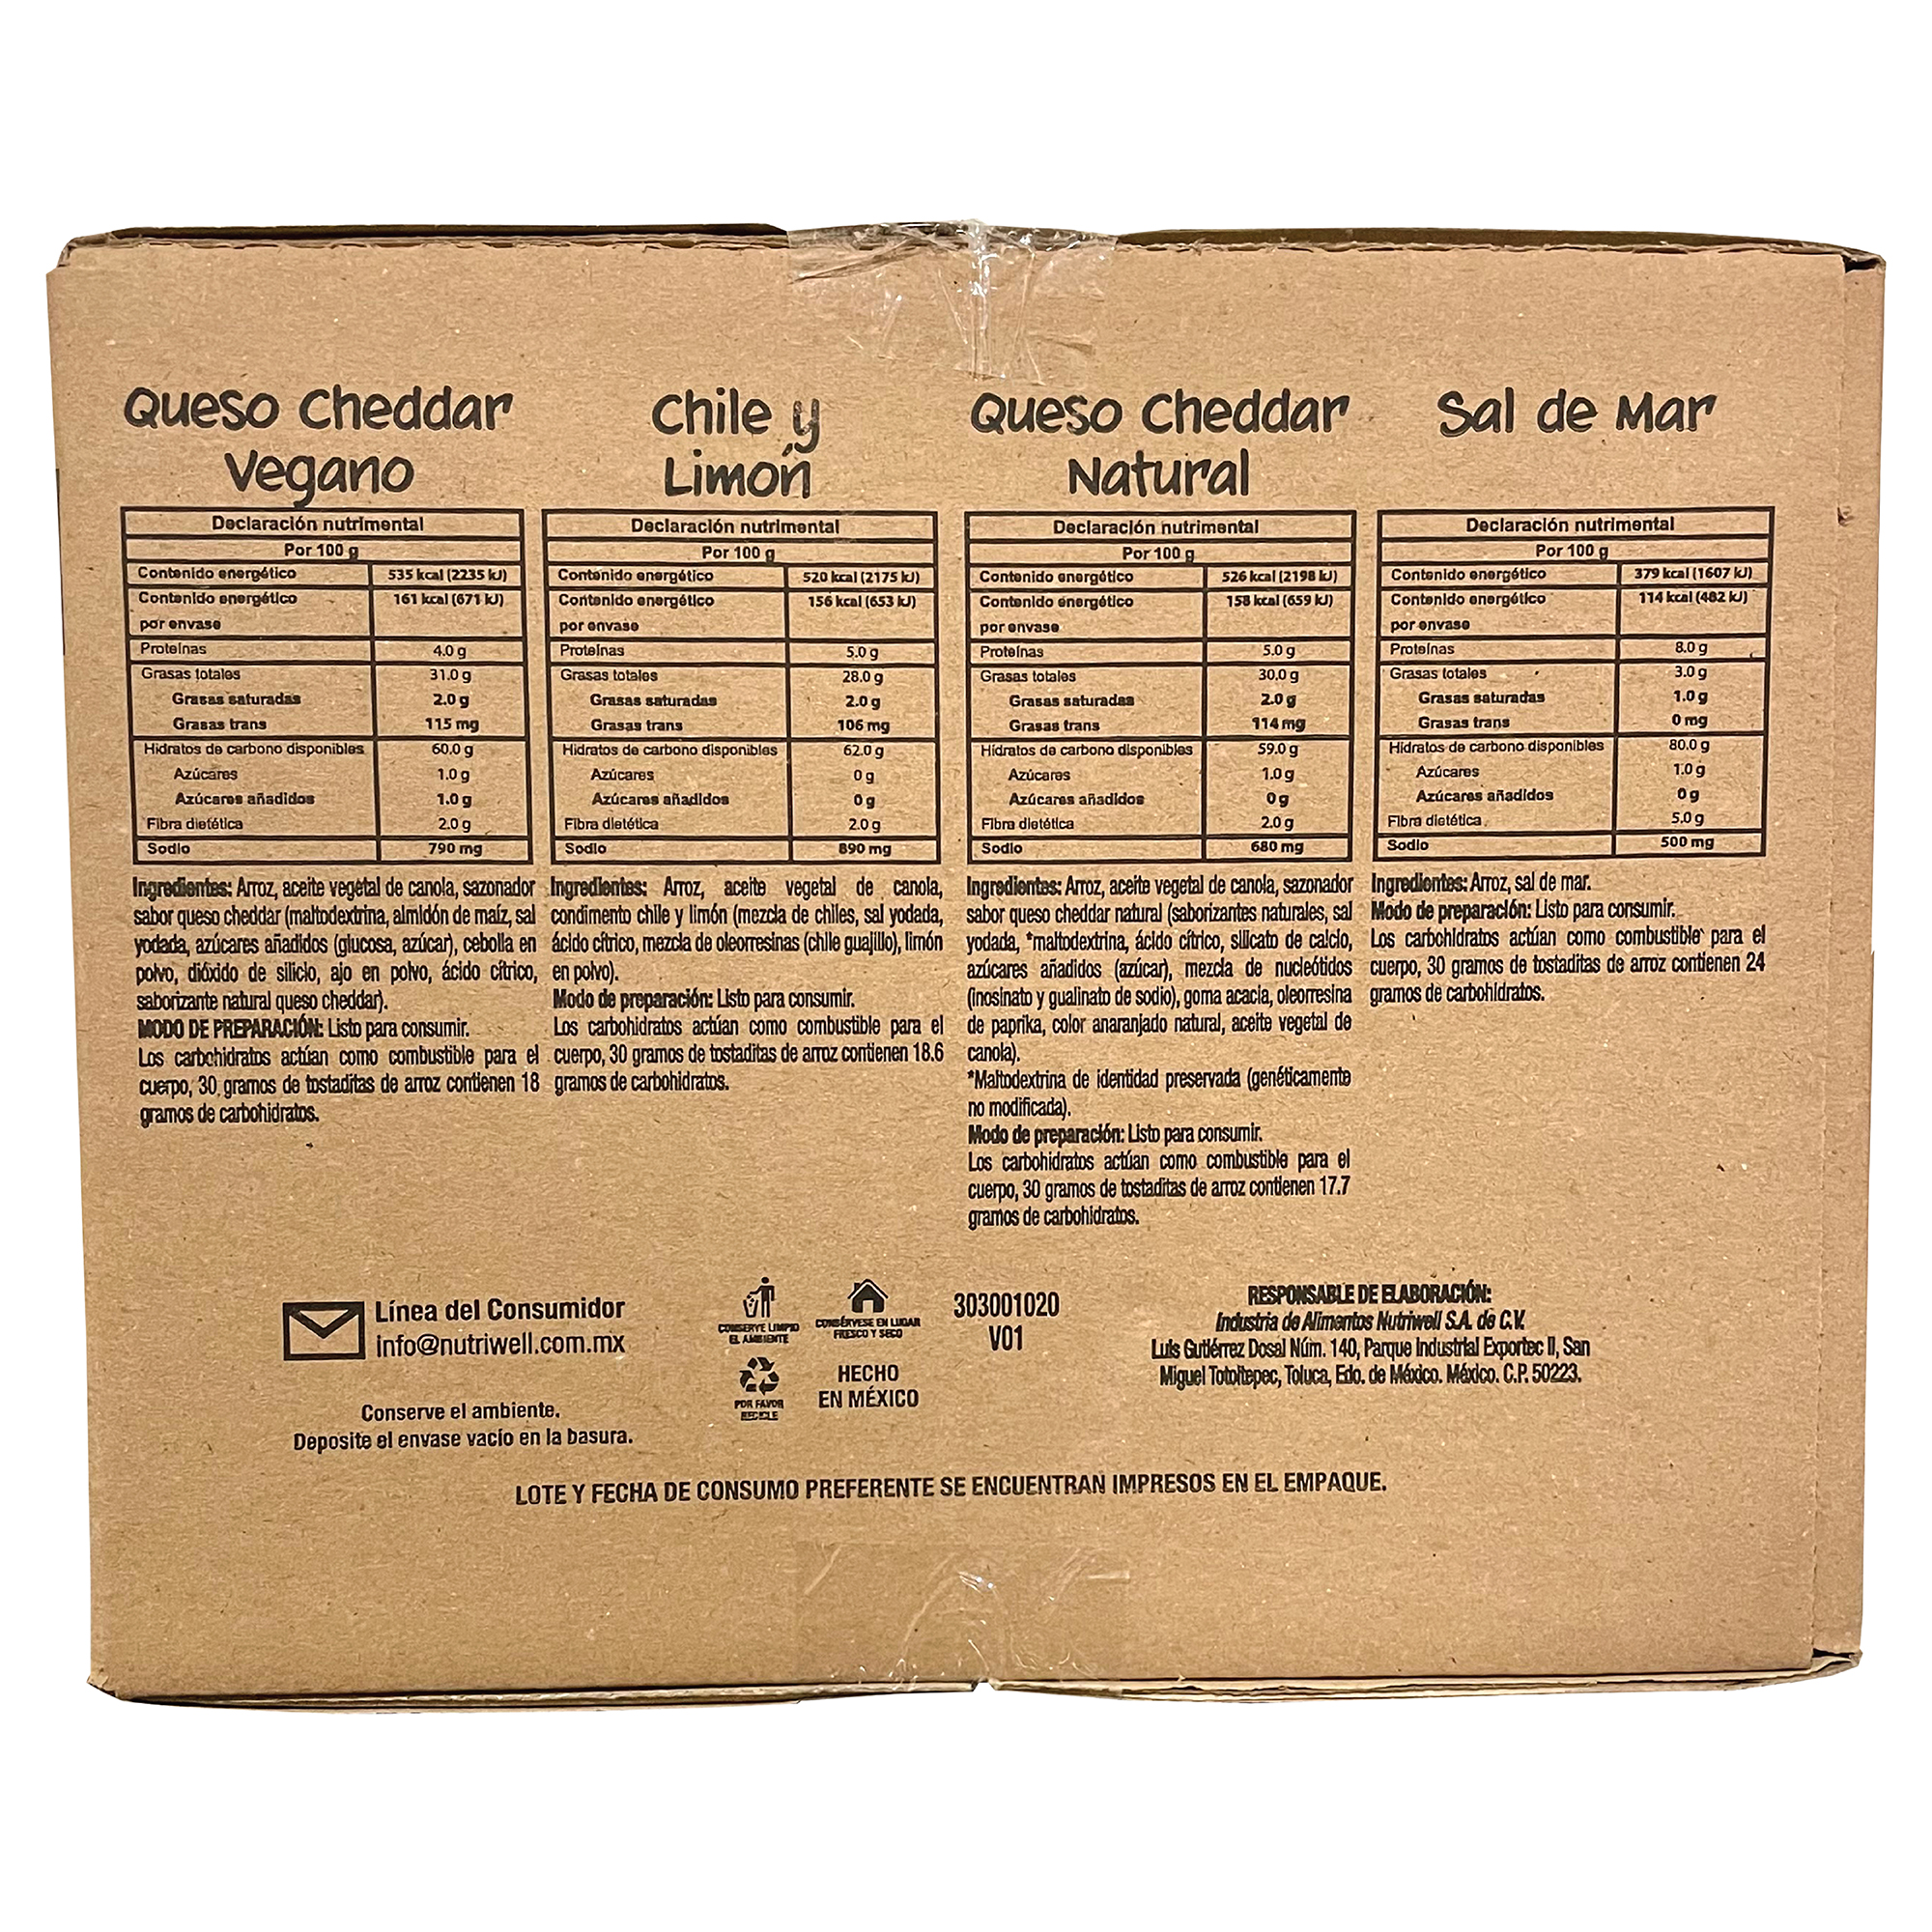 Queso Cheddar
Vegano
Declaración nutrimental
Por 100 g
Contenido energético 535 kcal (2235 kJ)
Contenido energético 161 kcal (671 kJ)
por envase
Proteínas 4.0 g
Grasas totales 31.0 g
Grasas saturadas 2.0 g
Grasas trans 115 mg
Hidratos de carbono disponibles 60.0 g
Azúcares 1.0 g
Azúcares añadidos 1.0 g
Fibra dietética 2.0 g
Sodio 790 mg
Ingredientes: Arroz, aceite vegetal de canola, sazonador
sabor queso cheddar (maltodextrina, almidón de maíz, sal
yodada, azúcares añadidos (glucosa, azúcar), cebolla en
polvo, dióxido de silicio, ajo en polvo, ácido cítrico,
saborizante natural queso cheddar).
MODO DE PREPARACIÓN: Listo para consumir.
Los carbohidratos actúan como combustible para el
cuerpo, 30 gramos de tostaditas de arroz contienen 18
gramos de carbohidratos.
Chile y
Limón
Declaración nutrimental
Por 100 g
Contenido energético 520 kcal (2175 kJ)
Contenido energético 156 kcal (653 kJ)
por envase
Proteínas 5.0 g
Grasas totales 28.0 g
Grasas saturadas 2.0 g
Grasas trans 106 mg
Hidratos de carbono disponibles 62.0 g
Azúcares 0 g
Azúcares añadidos 0 g
Fibra dietética 2.0 g
Sodio 890 mg
Ingredientes: Arroz, aceite vegetal de canola,
condimento chile y limón (mezcla de chiles, sal yodada,
ácido cítrico, mezcla de oleorresinas (chile guajillo), limón
en polvo).
Modo de preparación: Listo para consumir.
Los carbohidratos actúan como combustible para el
cuerpo, 30 gramos de tostaditas de arroz contienen 18.6
gramos de carbohidratos.
Queso Cheddar
Natural
Declaración nutrimental
Por 100 g
Contenido energético 526 kcal (2198 kJ)
Contenido energético 158 kcal (659 kJ)
por envase
Proteínas 5.0 g
Grasas totales 30.0 g
Grasas saturadas 2.0 g
Grasas trans 114 mg
Hidratos de carbono disponibles 59.0 g
Azúcares 1.0 g
Azúcares añadidos 0 g
Fibra dietética 2.0 g
Sodio 680 mg
Ingredientes: Arroz, aceite vegetal de canola, sazonador
sabor queso cheddar natural (saborizantes naturales, sal
yodada, *maltodextrina, ácido cítrico, silicato de calcio,
azúcares añadidos (azúcar), mezcla de nucleótidos
(inosinato y gualinato de sodio), goma acacia, oleorresina
de paprika, color anaranjado natural, aceite vegetal de
canola).
*Maltodextrina de identidad preservada (genéticamente
no modificada).
Modo de preparación: Listo para consumir.
Los carbohidratos actúan como combustible para el
cuerpo, 30 gramos de tostaditas de arroz contienen 17.7
gramos de carbohidratos.
Sal de Mar
Declaración nutrimental
Por 100 g
Contenido energético 379 kcal (1607 kJ)
Contenido energético 114 kcal (482 kJ)
por envase
Proteínas 8.0 g
Grasas totales 3.0 g
Grasas saturadas 1.0 g
Grasas trans 0 mg
Hidratos de carbono disponibles 80.0 g
Azúcares 1.0 g
Azúcares añadidos 0 g
Fibra dietética 5.0 g
Sodio 500 mg
Ingredientes: Arroz, sal de mar.
Modo de preparación: Listo para consumir.
Los carbohidratos actúan como combustible para el
cuerpo, 30 gramos de tostaditas de arroz contienen 24
gramos de carbohidratos.
Línea del Consumidor
info@nutriwell.com.mx
Conserve el ambiente.
Deposite el envase vacío en la basura.
CONSERVE LIMPIO
EL AMBIENTE
CONSÉRVESE EN LUGAR
FRESCO Y SECO
POR FAVOR
RECICLE
HECHO
EN MÉXICO
303001020
V01
RESPONSABLE DE ELABORACIÓN:
Industria de Alimentos Nutriwell S.A. de C.V.
Luis Gutiérrez Dosal Núm. 140, Parque Industrial Exportec II, San
Miguel Totoltepec, Toluca, Edo. de México. México. C.P. 50223.
LOTE Y FECHA DE CONSUMO PREFERENTE SE ENCUENTRAN IMPRESOS EN EL EMPAQUE.